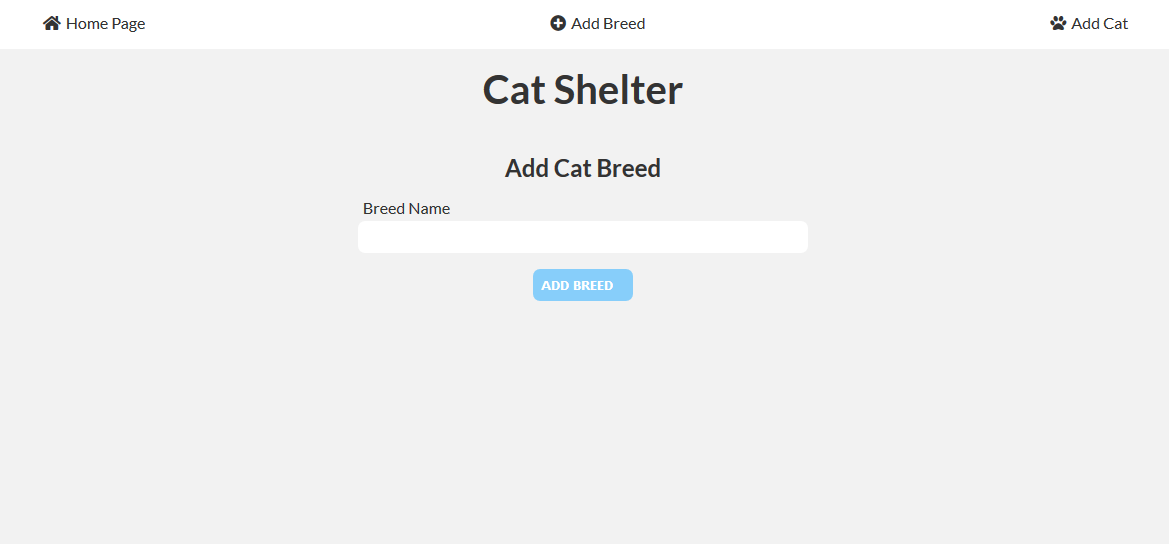 Home Page
Add Breed
Add Cat
Cat Shelter
Add Cat Breed
Breed Name
ADD BREED